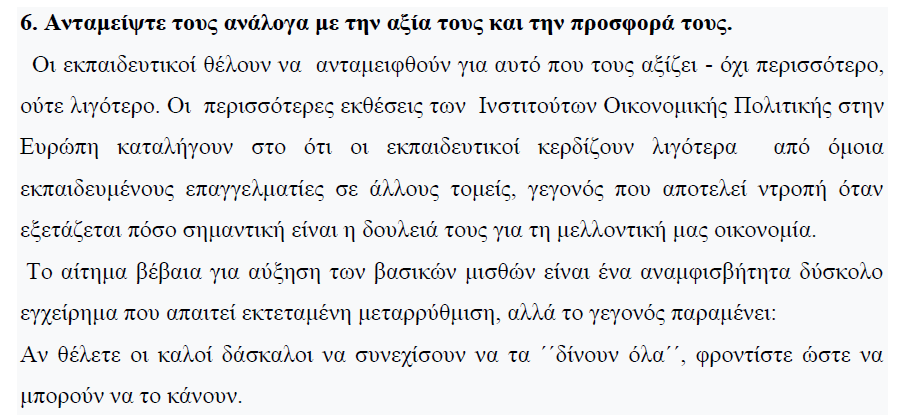 6. Ανταμείψτε τους ανάλογα με την αξία τους και την προσφορά τους.
Οι εκπαιδευτικοί θέλουν να ανταμειφθούν για αυτό που τους αξίζει - όχι περισσότερο,
ούτε λιγότερο. Οι περισσότερες εκθέσεις των Ινστιτούτων Οικονομικής Πολιτικής στην
Ευρώπη καταλήγουν στο ότι οι εκπαιδευτικοί κερδίζουν λιγότερα από όμοια
εκπαιδευμένους επαγγελματίες σε άλλους τομείς, γεγονός που αποτελεί ντροπή όταν
εξετάζεται πόσο σημαντική είναι η δουλειά τους για τη μελλοντική μας οικονομία.
Το αίτημα βέβαια για αύξηση των βασικών μισθών είναι ένα αναμφισβήτητα δύσκολο
εγχείρημα που απαιτεί εκτεταμένη μεταρρύθμιση, αλλά το γεγονός παραμένει:
Αν θέλετε οι καλοί δάσκαλοι να συνεχίσουν να τα ΄΄δίνουν όλα΄΄, φροντίστε ώστε να
μπορούν να το κάνουν.